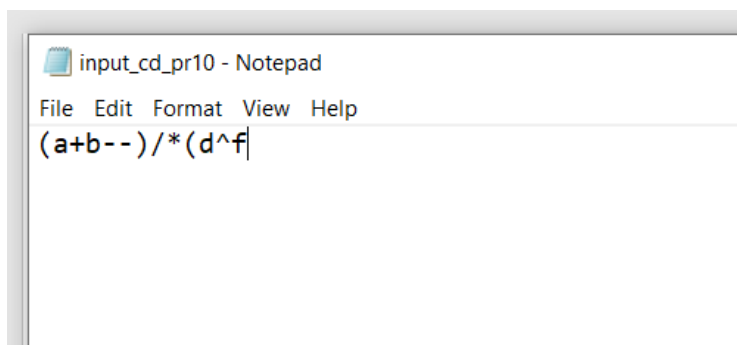 input_cd_pr10 - Notepad
File Edit Format View Help
(a+b--)/*(d^f